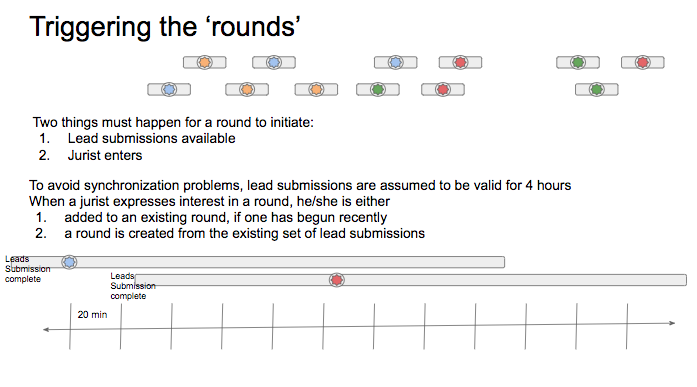 Triggering the ‘rounds’
Two things must happen for a round to initiate:
1. Lead submissions available
2. Jurist enters
To avoid synchronization problems, lead submissions are assumed to be valid for 4 hours
When a jurist expresses interest in a round, he/she is either
1. added to an existing round, if one has begun recently
2. a round is created from the existing set of lead submissions
Leads
Submission
complete
Leads
Submission
complete
20 min